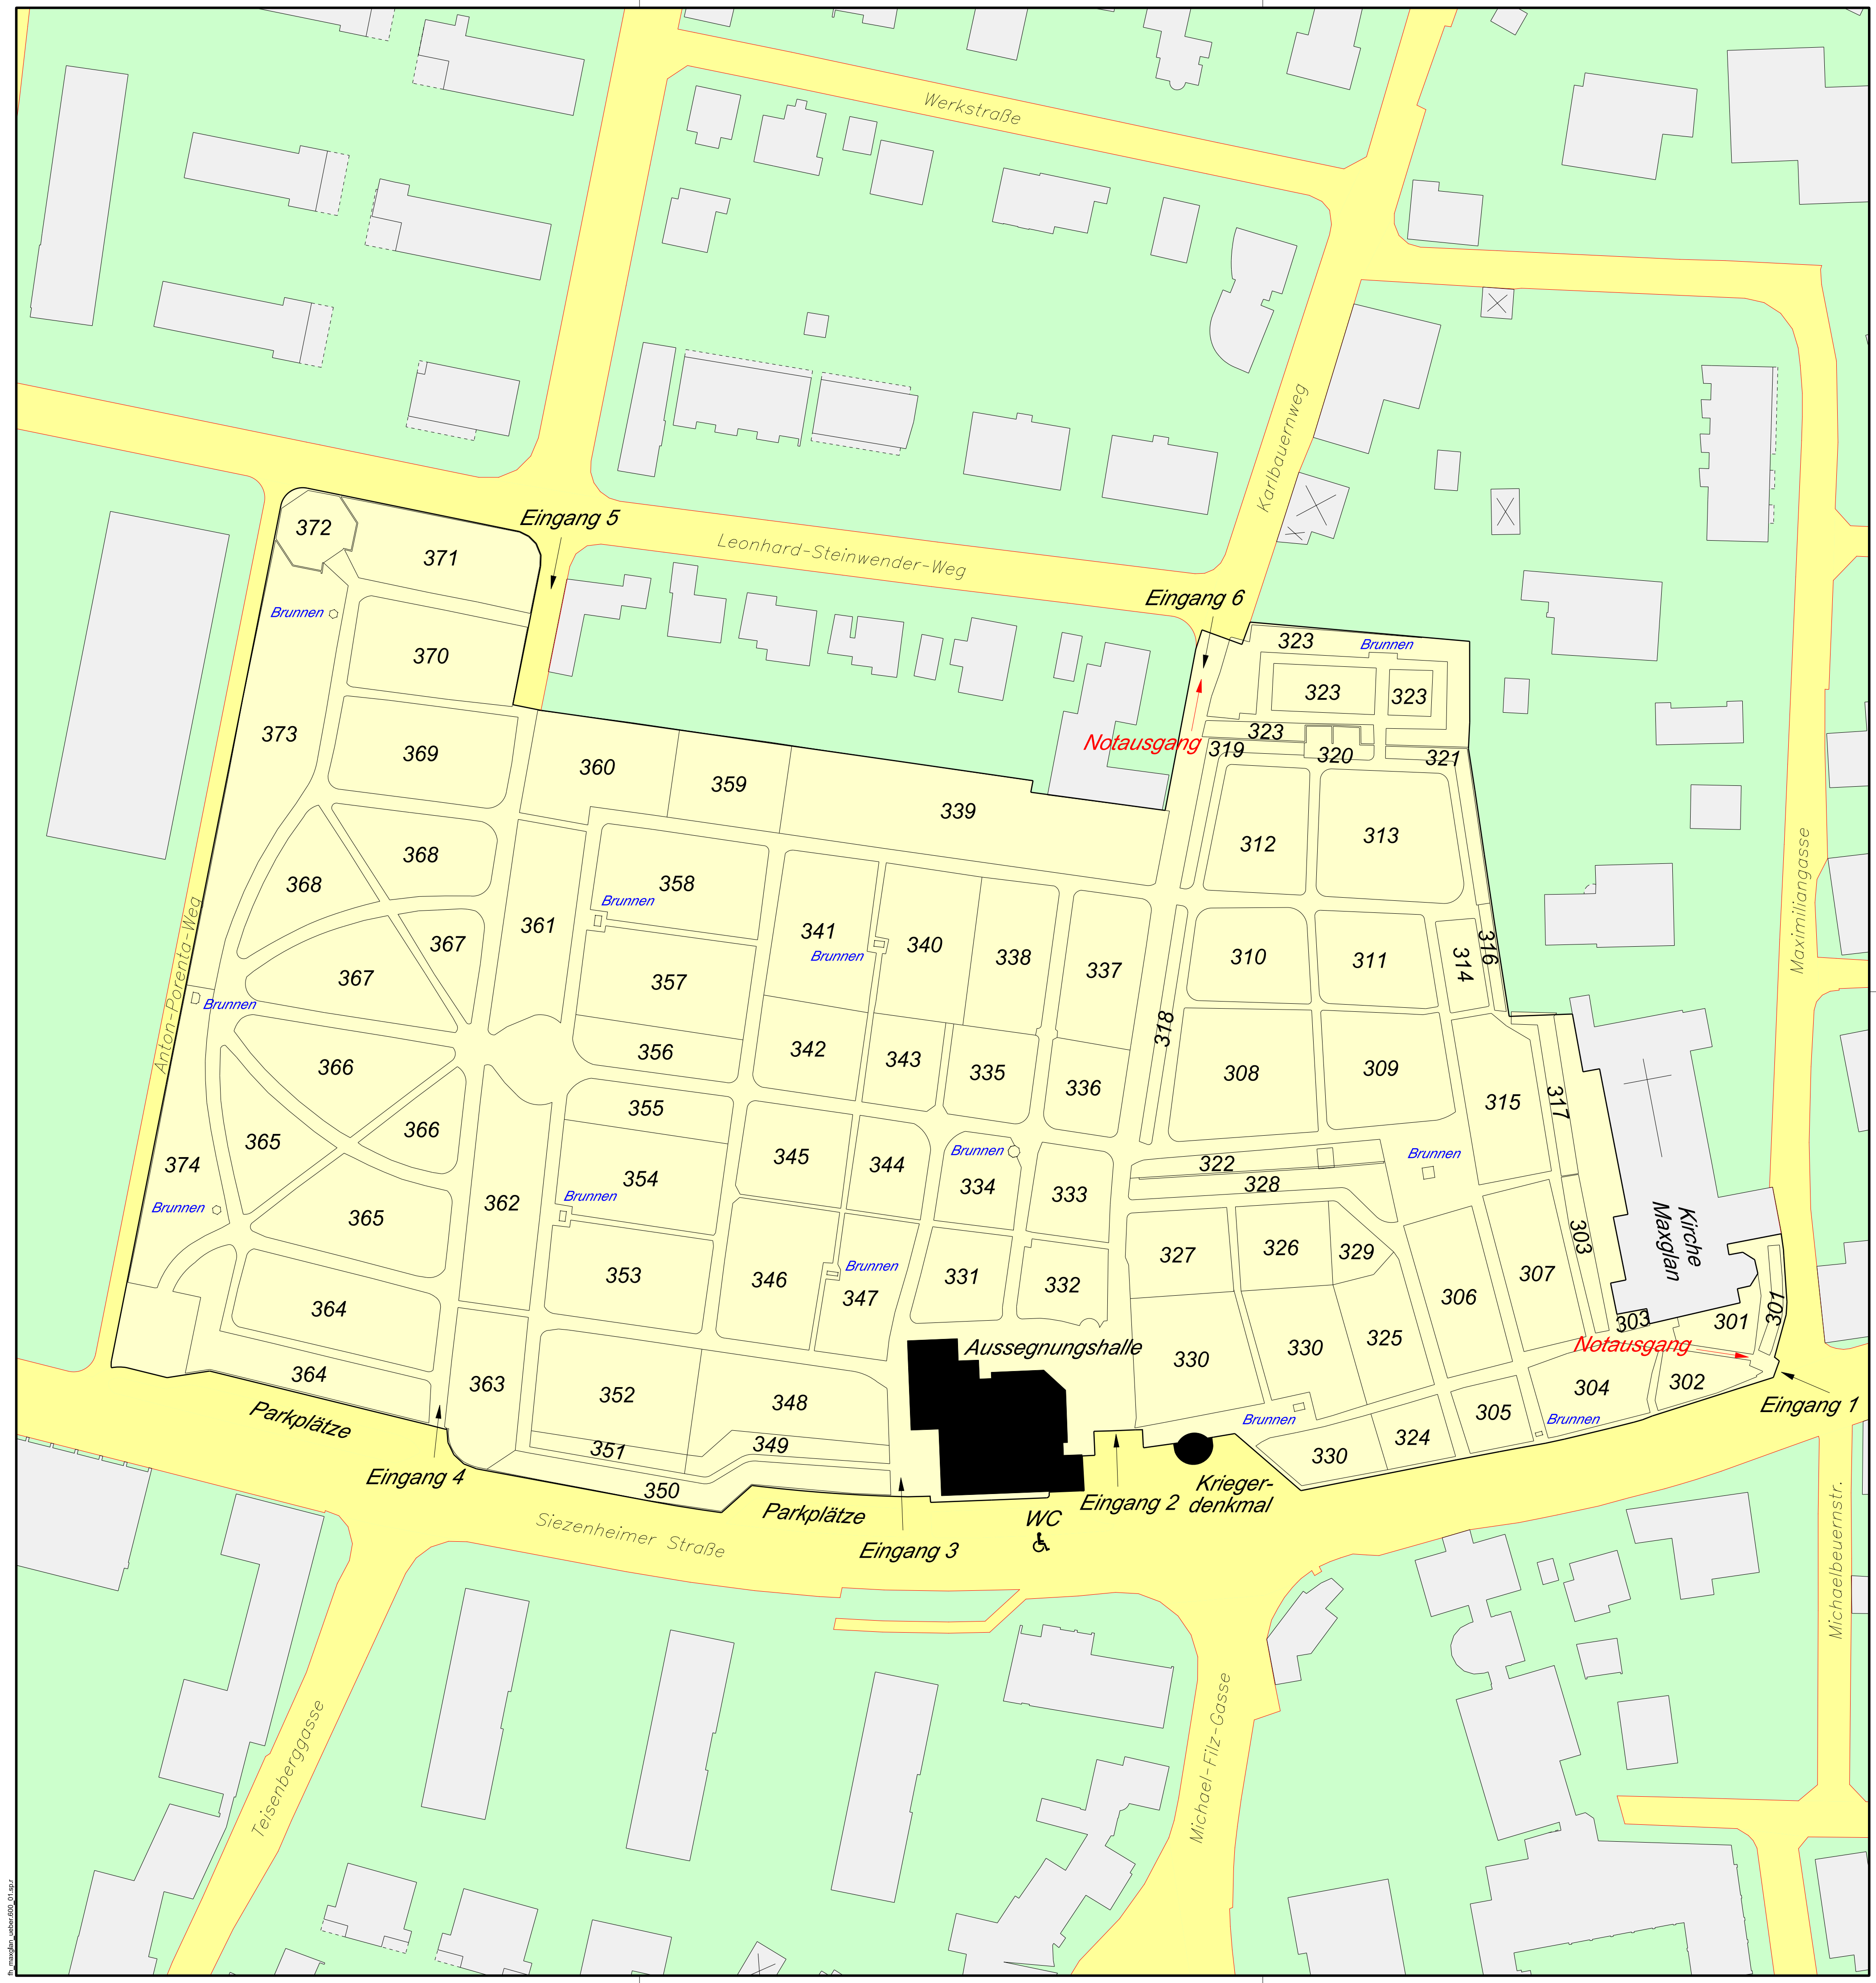 Werkstraße
Karlbauernweg
372
Eingang 5
371
Leonhard-Steinwender-Weg
Eingang 6
Brunnen
323
Brunnen
370
323
323
373
323
Notausgang
319
320
321
369
360
359
339
312
313
368
368
358
Maximiliangasse
Brunnen
361
341
340
367
338
310
311
314
316
Brunnen
337
367
357
Anton-Porenta-Weg
Brunnen
318
356
342
343
335
336
308
309
366
315
317
355
366
365
345
344
Brunnen
Brunnen
374
354
334
333
322
328
Brunnen
Brunnen
362
365
Kirche
Maxglan
303
327
326
329
Brunnen
353
346
331
332
307
347
306
364
301
301
303
325
Aussegnungshalle
330
330
Notausgang
364
363
352
348
304
302
Eingang 1
Parkplätze
305
Brunnen
Brunnen
351
349
330
324
Eingang 4
350
Krieger-
denkmal
Eingang 2
Parkplätze
WC
Siezenheimer Straße
Eingang 3
Michaelbeuernstr.
Teisenberggasse
Michael-Filz-Gasse
fh_maxglan_ueber.600_01.sp.r